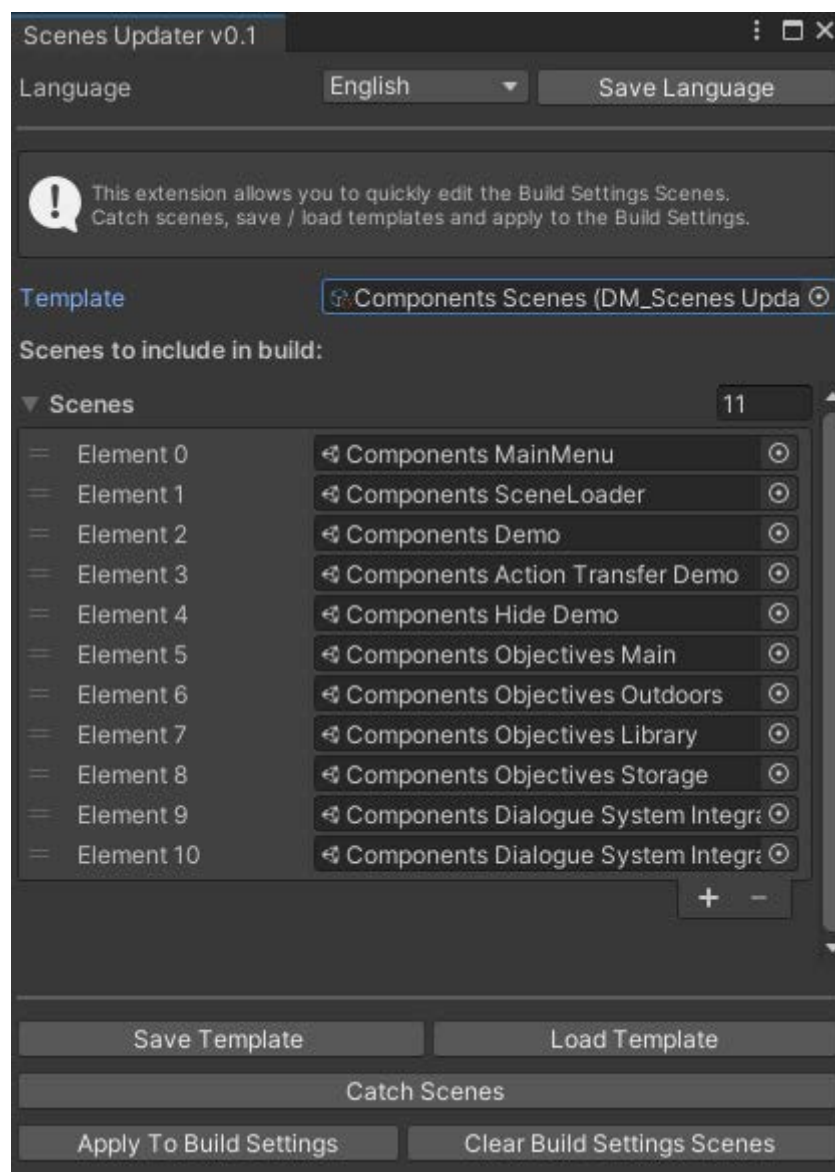 Scenes Updater v0.1
Language English Save Language
This extension allows you to quickly edit the Build Settings Scenes.
Catch scenes, save / load templates and apply to the Build Settings.
Template Components Scenes (DM_Scenes Upda
Scenes to include in build:
Scenes 11
Element 0 Components MainMenu
Element 1 Components SceneLoader
Element 2 Components Demo
Element 3 Components Action Transfer Demo
Element 4 Components Hide Demo
Element 5 Components Objectives Main
Element 6 Components Objectives Outdoors
Element 7 Components Objectives Library
Element 8 Components Objectives Storage
Element 9 Components Dialogue System Integra
Element 10 Components Dialogue System Integra
Save Template Load Template
Catch Scenes
Apply To Build Settings Clear Build Settings Scenes